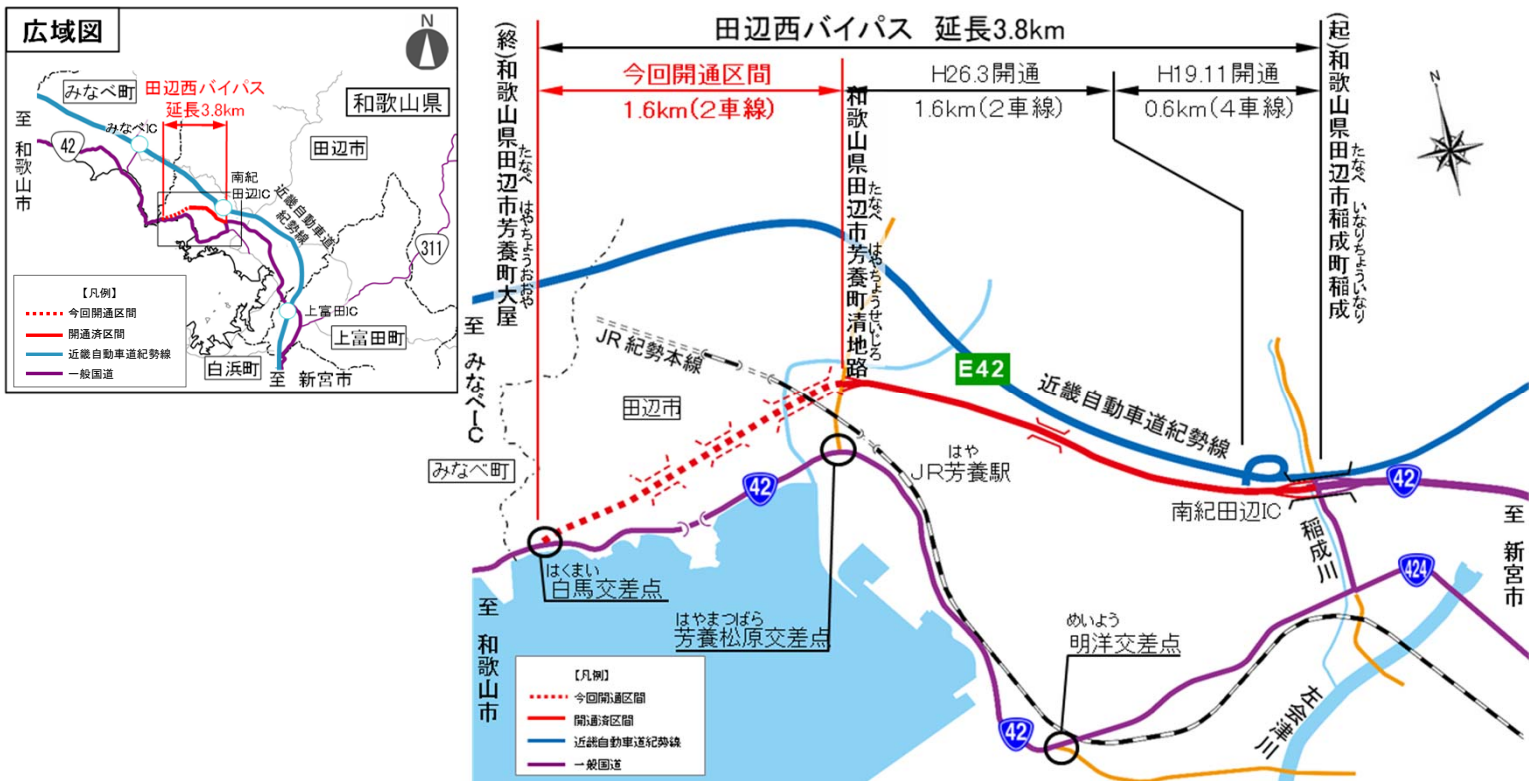 広域図
N
みなべ町
田辺西バイパス
延長3.8km
和歌山県
至 和歌山市
42
みなべIC
田辺市
南紀
田辺IC
近畿自動車道
紀勢線
311
上富田IC
上富田町
白浜町
至 新宮市
【凡例】
今回開通区間
開通済区間
近畿自動車道紀勢線
一般国道
田辺西バイパス 延長3.8km
今回開通区間
1.6km(2車線)
H26.3開通
1.6km(2車線)
H19.11開通
0.6km(4車線)
(終)和歌山県田辺市芳養町大屋
たなべ はやちょうおおや
和歌山県田辺市芳養町清地路
たなべ はやちょうせいじろ
(起)和歌山県田辺市稲成町稲成
たなべ いなりちょういなり
N
至 みなべIC
JR紀勢本線
E42
近畿自動車道紀勢線
田辺市
みなべ町
はや
JR芳養駅
42
42
南紀田辺IC
稲成川
至 新宮市
424
はくまい
白馬交差点
はやまつばら
芳養松原交差点
めいよう
明洋交差点
至 和歌山市
42
左会津川
【凡例】
今回開通区間
開通済区間
近畿自動車道紀勢線
一般国道